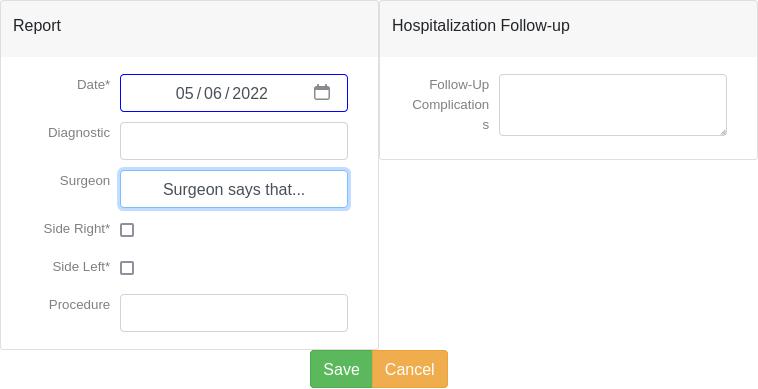 Report
Date*
05/06/2022
Diagnostic
Surgeon
Surgeon says that...
Side Right*
Side Left*
Procedure
Hospitalization Follow-up
Follow-Up
Complication
s
Save
Cancel